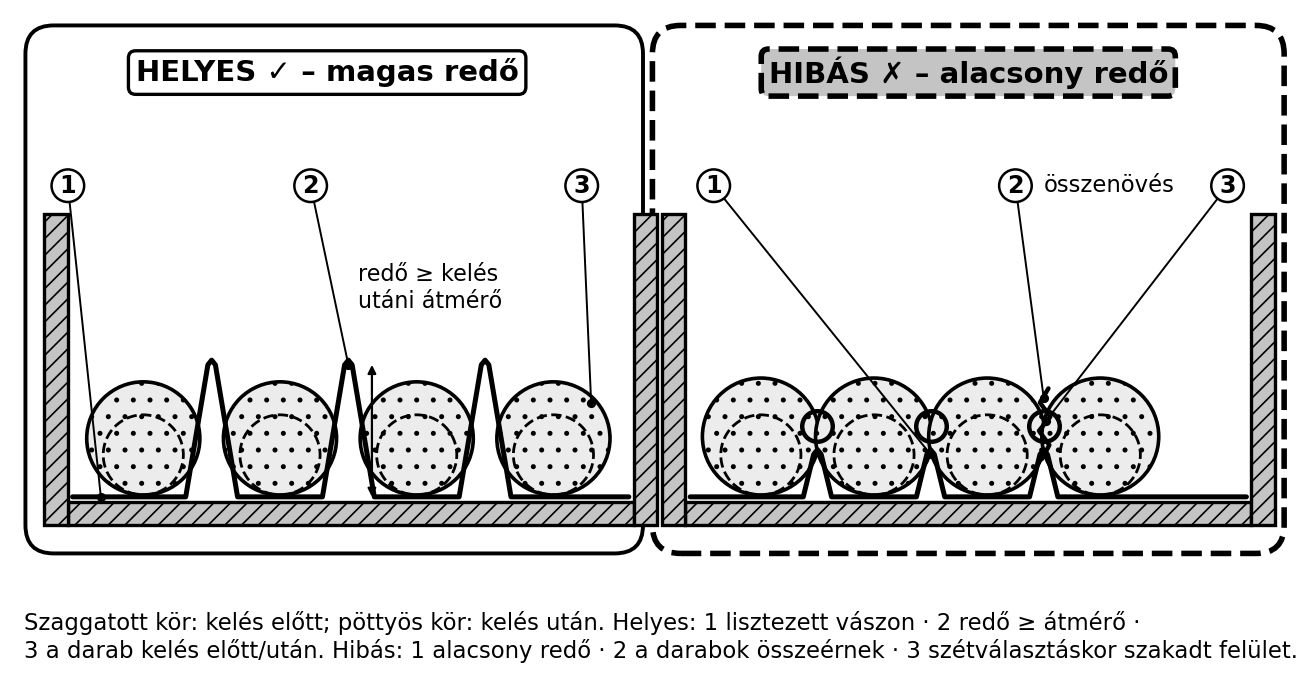 HELYES ✓ – magas redő
HIBÁS ✗ – alacsony redő
1
2
3
redő ≥ kelés
utáni átmérő
1
2 összenövés
3
Szaggatott kör: kelés előtt; pöttyös kör: kelés után. Helyes: 1 lisztezett vászon · 2 redő ≥ átmérő ·
3 a darab kelés előtt/után. Hibás: 1 alacsony redő · 2 a darabok összeérnek · 3 szétválasztáskor szakadt felület.